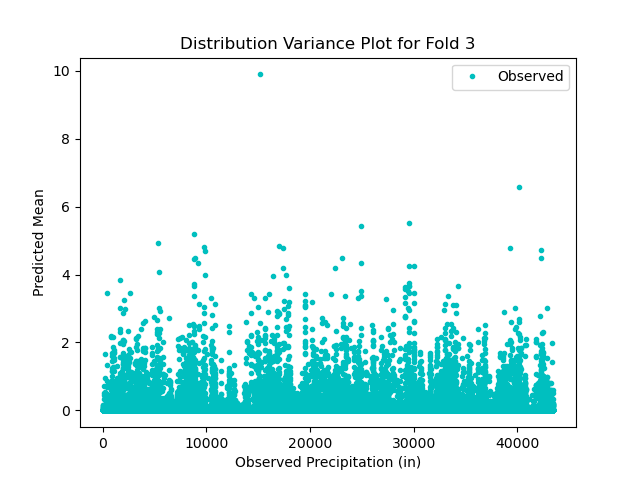 Distribution Variance Plot for Fold 3
Observed
Predicted Mean
10
8
6
4
2
0
0 10000 20000 30000 40000
Observed Precipitation (in)